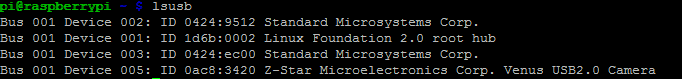 pi@raspberrypi ~ $ lsusb
Bus 001 Device 002: ID 0424:9512 Standard Microsystems Corp.
Bus 001 Device 001: ID 1d6b:0002 Linux Foundation 2.0 root hub
Bus 001 Device 003: ID 0424:ec00 Standard Microsystems Corp.
Bus 001 Device 005: ID 0ac8:3420 Z-Star Microelectronics Corp. Venus USB2.0 Camera